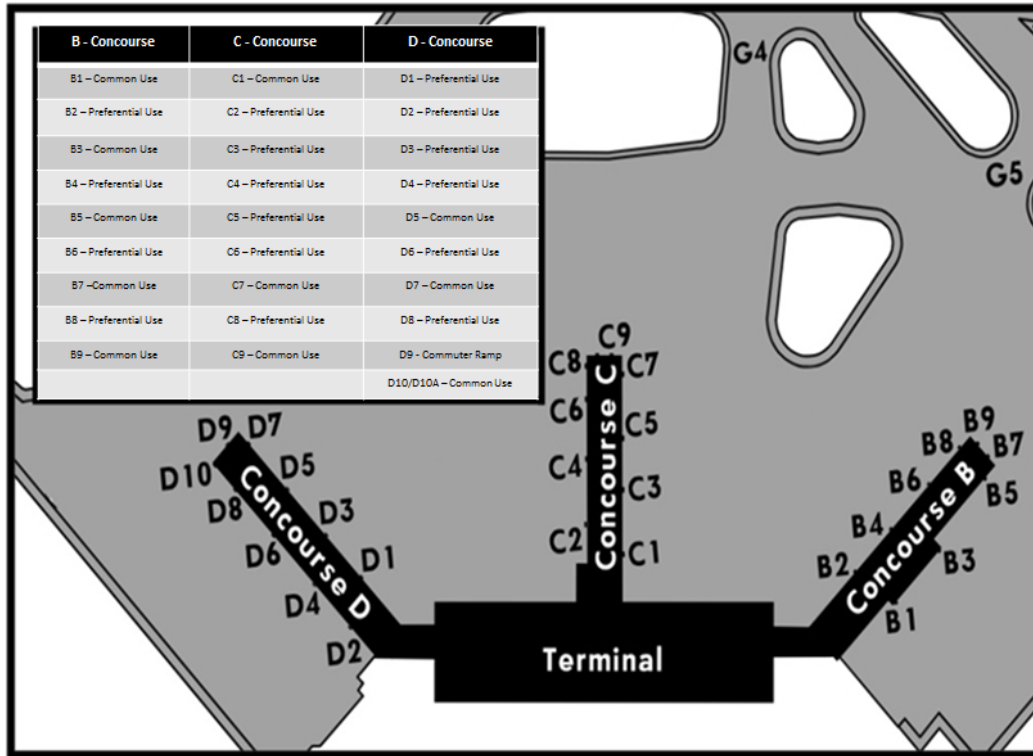 B - Concourse C - Concourse D - Concourse
B1 – Common Use C1 – Common Use D1 – Preferential Use
B2 – Preferential Use C2 – Preferential Use D2 – Preferential Use
B3 – Common Use C3 – Preferential Use D3 – Preferential Use
B4 – Preferential Use C4 – Preferential Use D4 – Preferential Use
B5 – Common Use C5 – Preferential Use D5 – Common Use
B6 – Preferential Use C6 – Preferential Use D6 – Preferential Use
B7 –Common Use C7 – Common Use D7 – Common Use
B8 – Preferential Use C8 – Preferential Use D8 – Preferential Use
B9 – Common Use C9 – Common Use D9 - Commuter Ramp
D10/D10A – Common Use
G4
G5
D9
D7
D10
D5
D8
D3
D6
D1
D4
D2
Concourse D
C9
C8
C7
C6
C5
C4
C3
C2
C1
Concourse C
B9
B8
B7
B6
B5
B4
B3
B2
B1
Concourse B
Terminal